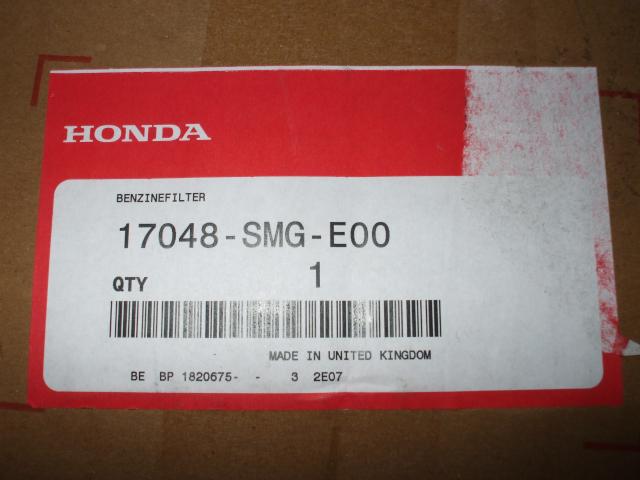 HONDA
BENZINEFILTER
17048-SMG-E00
QTY 1
MADE IN UNITED KINGDOM
BE BP 1820675- - 3 2E07